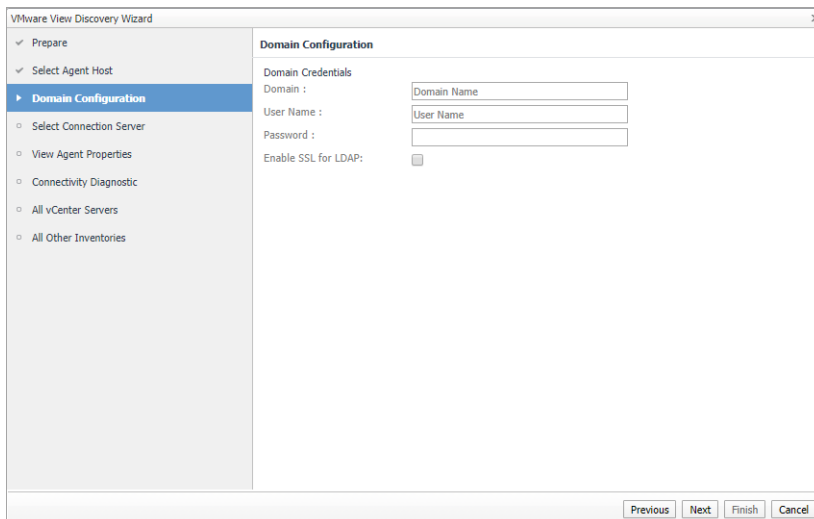 VMware View Discovery Wizard
Prepare
Select Agent Host
Domain Configuration
Select Connection Server
View Agent Properties
Connectivity Diagnostic
All vCenter Servers
All Other Inventories
Domain Configuration
Domain Credentials
Domain :
Domain Name
User Name :
User Name
Password :
Enable SSL for LDAP:
Previous Next Finish Cancel